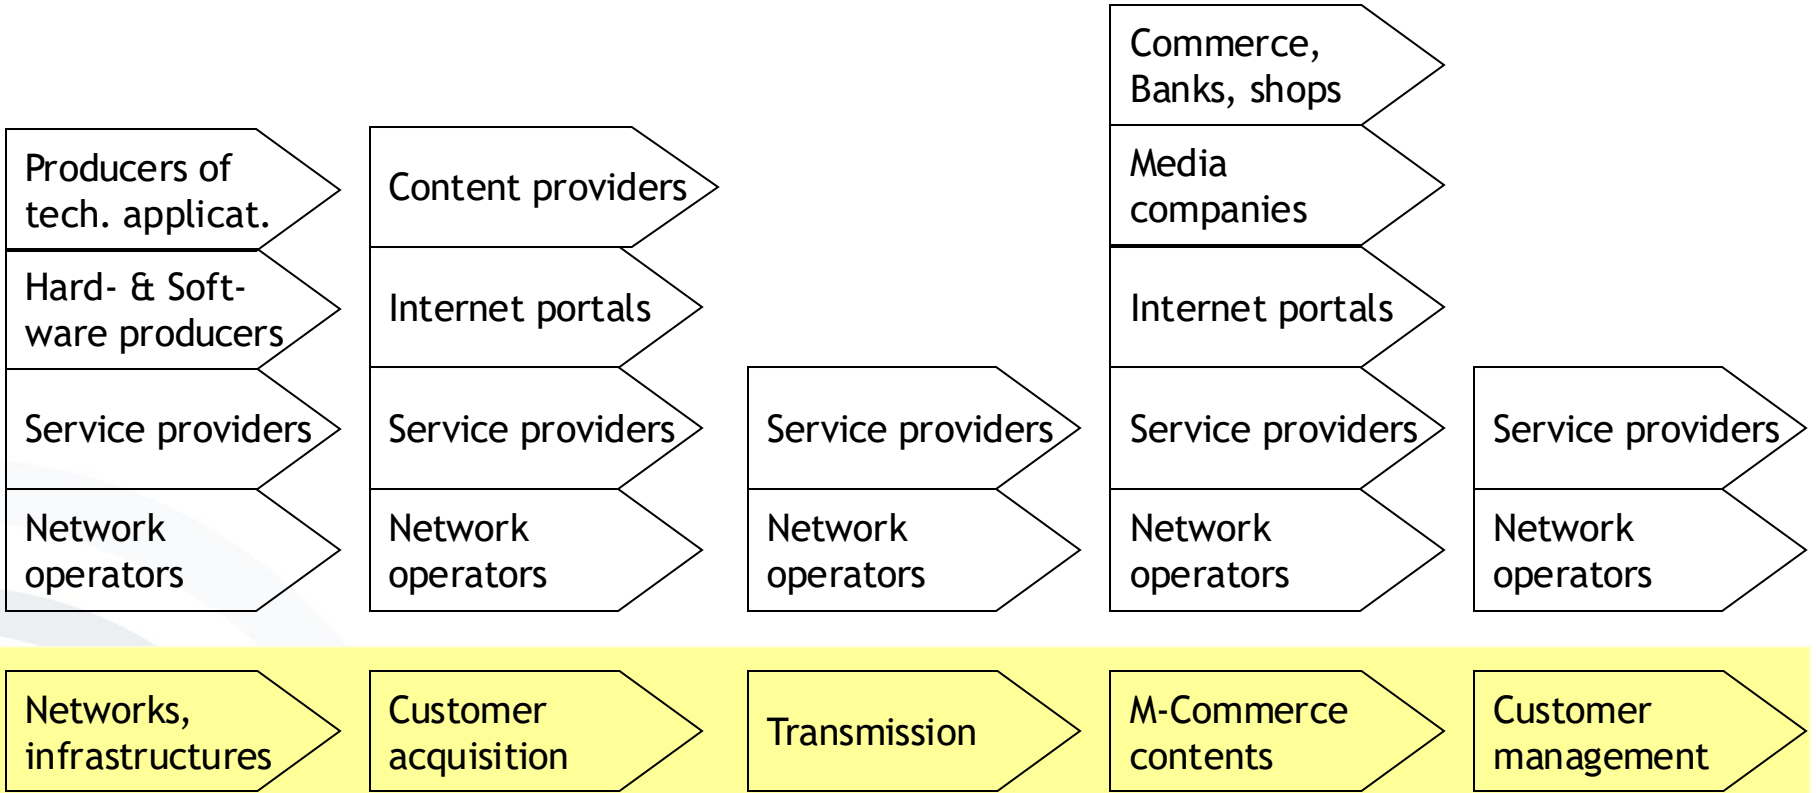 Commerce,
Banks, shops
Producers of
tech. applicat.
Content providers
Media
companies
Hard- & Soft-
ware producers
Internet portals
Internet portals
Service providers
Service providers
Service providers
Service providers
Service providers
Network
operators
Network
operators
Network
operators
Network
operators
Network
operators
Networks,
infrastructures
Customer
acquisition
Transmission
M-Commerce
contents
Customer
management